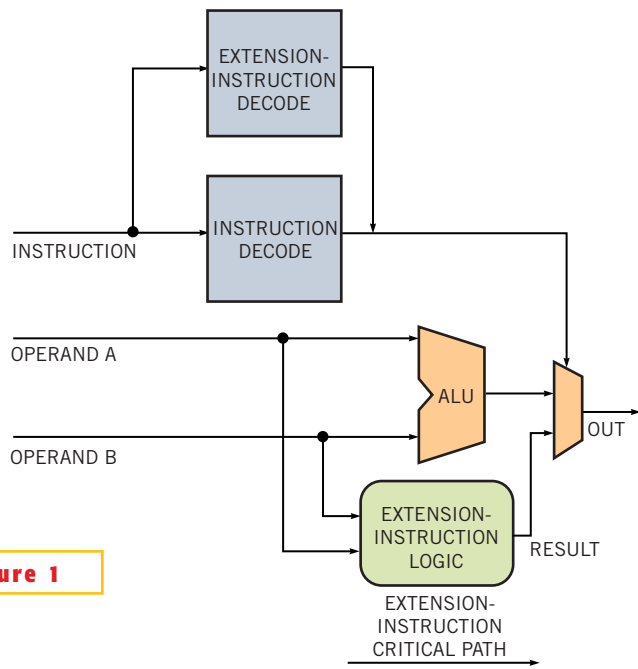 EXTENSION-
INSTRUCTION
DECODE
INSTRUCTION
DECODE
INSTRUCTION
OPERAND A
ALU
OUT
OPERAND B
EXTENSION-
INSTRUCTION
LOGIC
RESULT
ure 1
EXTENSION-
INSTRUCTION
CRITICAL PATH